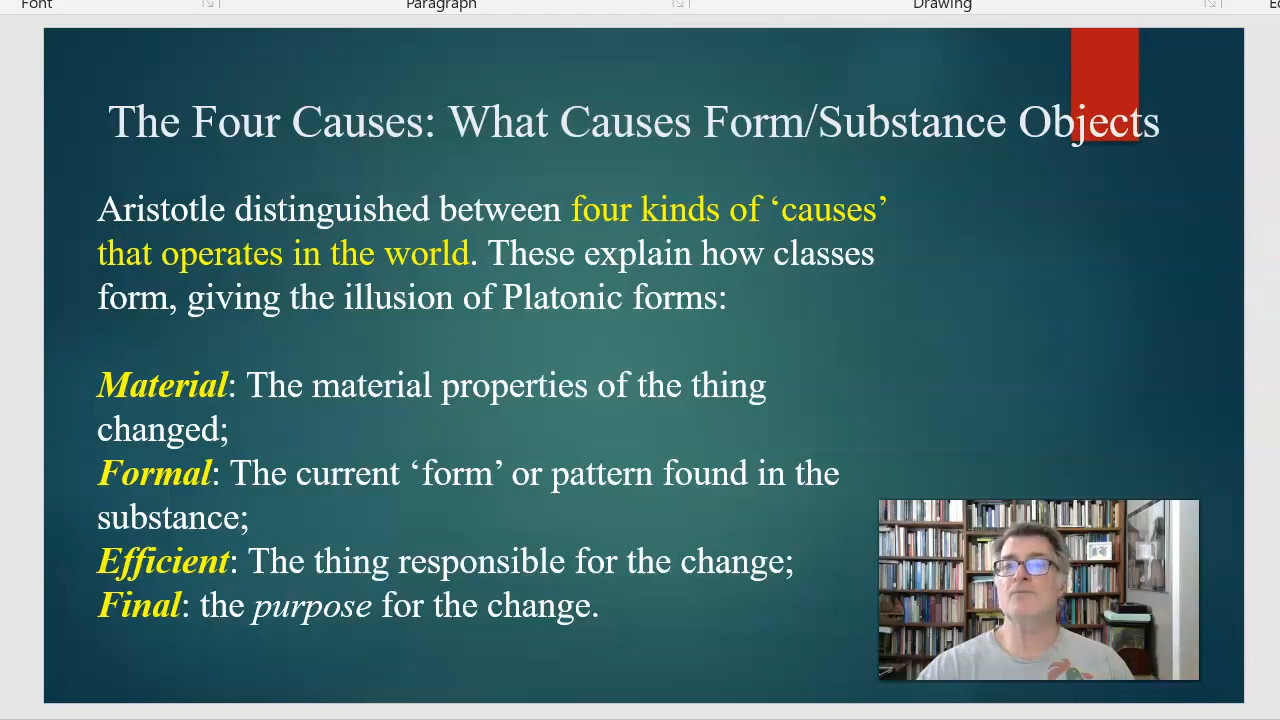 Font Paragraph Drawing
The Four Causes: What Causes Form/Substance Objects
Aristotle distinguished between four kinds of ‘causes’
that operates in the world. These explain how classes
form, giving the illusion of Platonic forms:
Material: The material properties of the thing
changed;
Formal: The current ‘form’ or pattern found in the
substance;
Efficient: The thing responsible for the change;
Final: the purpose for the change.